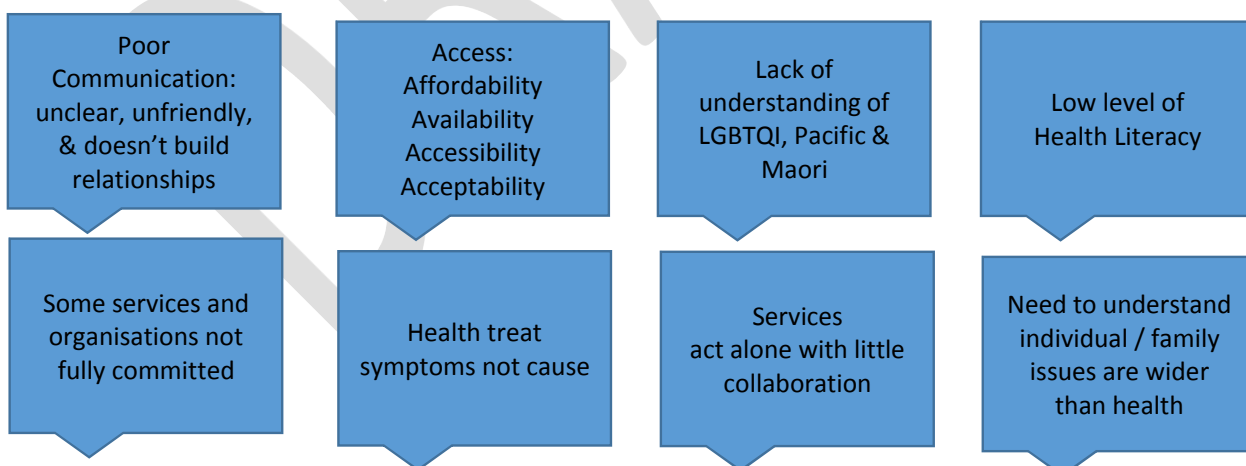 Poor
Communication:
unclear, unfriendly,
& doesn't build
relationships
Access:
Affordability
Availability
Accessibility
Acceptability
Lack of
understanding of
LGBTQI, Pacific &
Maori
Low level of
Health Literacy
Some services and
organisations not
fully committed
Health treat
symptoms not cause
Services
act alone with little
collaboration
Need to understand
individual / family
issues are wider
than health